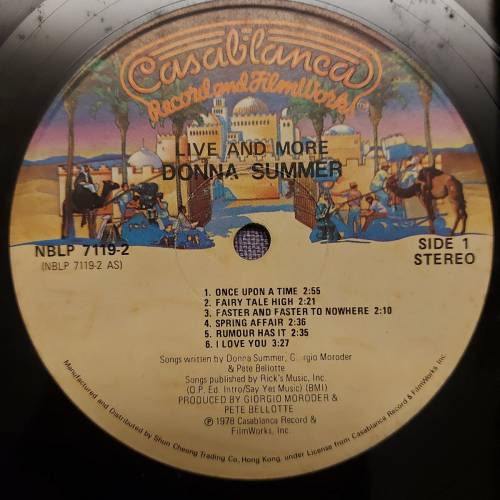 Casablanca
Record and FilmWorks
LIVE AND MORE
DONNA SUMMER
NBLP 7119-2
(NBLP 7119-2 AS)
SIDE 1
STEREO
1. ONCE UPON A TIME 2:55
2. FAIRY TALE HIGH 2:21
3. FASTER AND FASTER TO NOWHERE 2:10
4. SPRING AFFAIR 2:36
5. RUMOUR HAS IT 2:35
6. I LOVE YOU 3:27
Songs written by Donna Summer, Giorgio Moroder
& Pete Bellotte
Songs published by Rick's Music, Inc.
(O.P. Ed. Intro/Say Yes Music) (BMI)
PRODUCED BY GIORGIO MORODER &
PETE BELLOTTE
℗ 1978 Casablanca Record &
FilmWorks, Inc.
Manufactured and Distributed by Shun Cheong Trading Co, Hong Kong, under License from Casablanca Record & FilmWorks Inc.